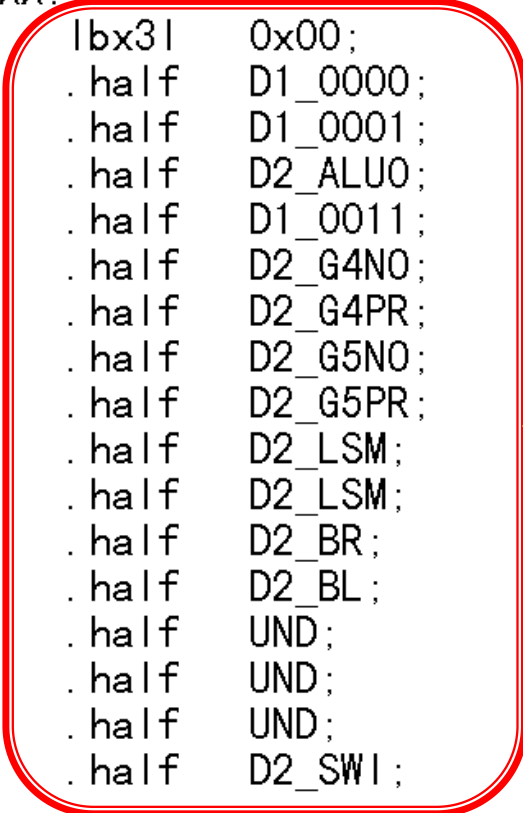 lbx3l 0x00;
.half D1_0000;
.half D1_0001;
.half D2_ALU0;
.half D1_0011;
.half D2_G4NO;
.half D2_G4PR;
.half D2_G5NO;
.half D2_G5PR;
.half D2_LSM;
.half D2_LSM;
.half D2_BR;
.half D2_BL;
.half UND;
.half UND;
.half UND;
.half D2_SWI;